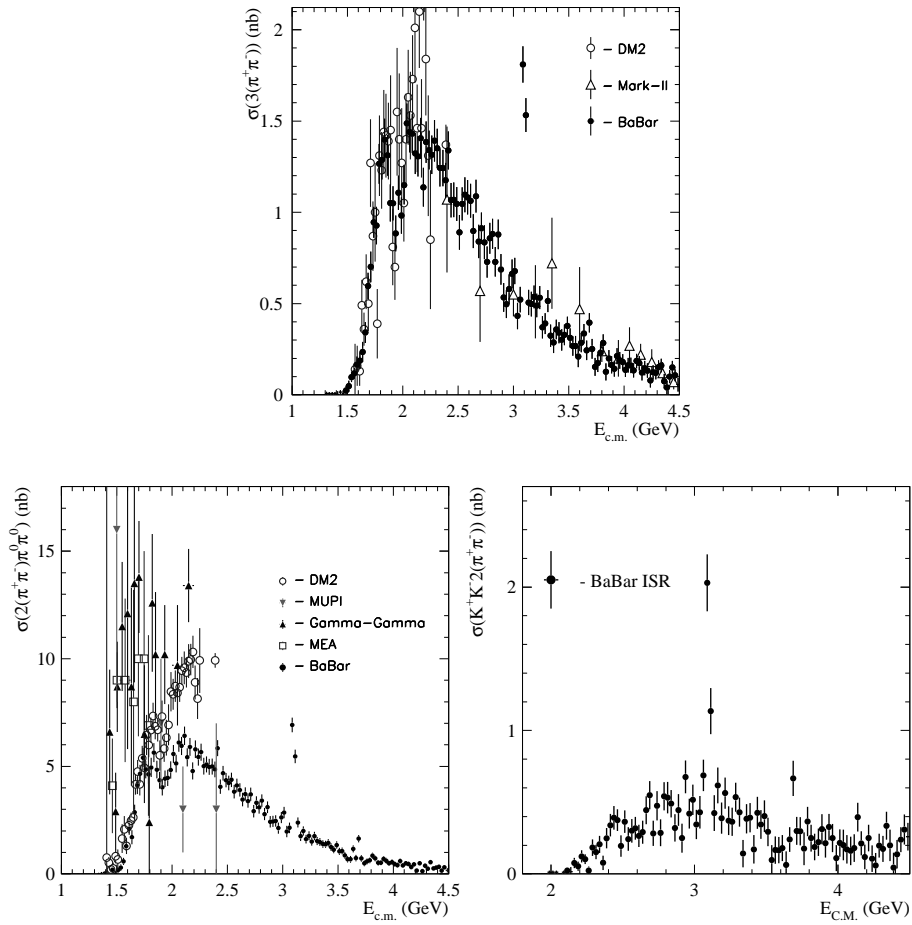 σ(3(π⁺π⁻)) (nb)
2
1.5
1
0.5
0
– DM2
– Mark–II
– BaBar
1 1.5 2 2.5 3 3.5 4 4.5
E_c.m. (GeV)
σ(2(π⁺π⁻)π⁰π⁰) (nb)
15
10
5
0
– DM2
– MUPI
– Gamma–Gamma
– MEA
– BaBar
1 1.5 2 2.5 3 3.5 4 4.5
E_c.m. (GeV)
σ(K⁺K⁻2(π⁺π⁻)) (nb)
2
1
0
- BaBar ISR
2 3 4
E_C.M. (GeV)